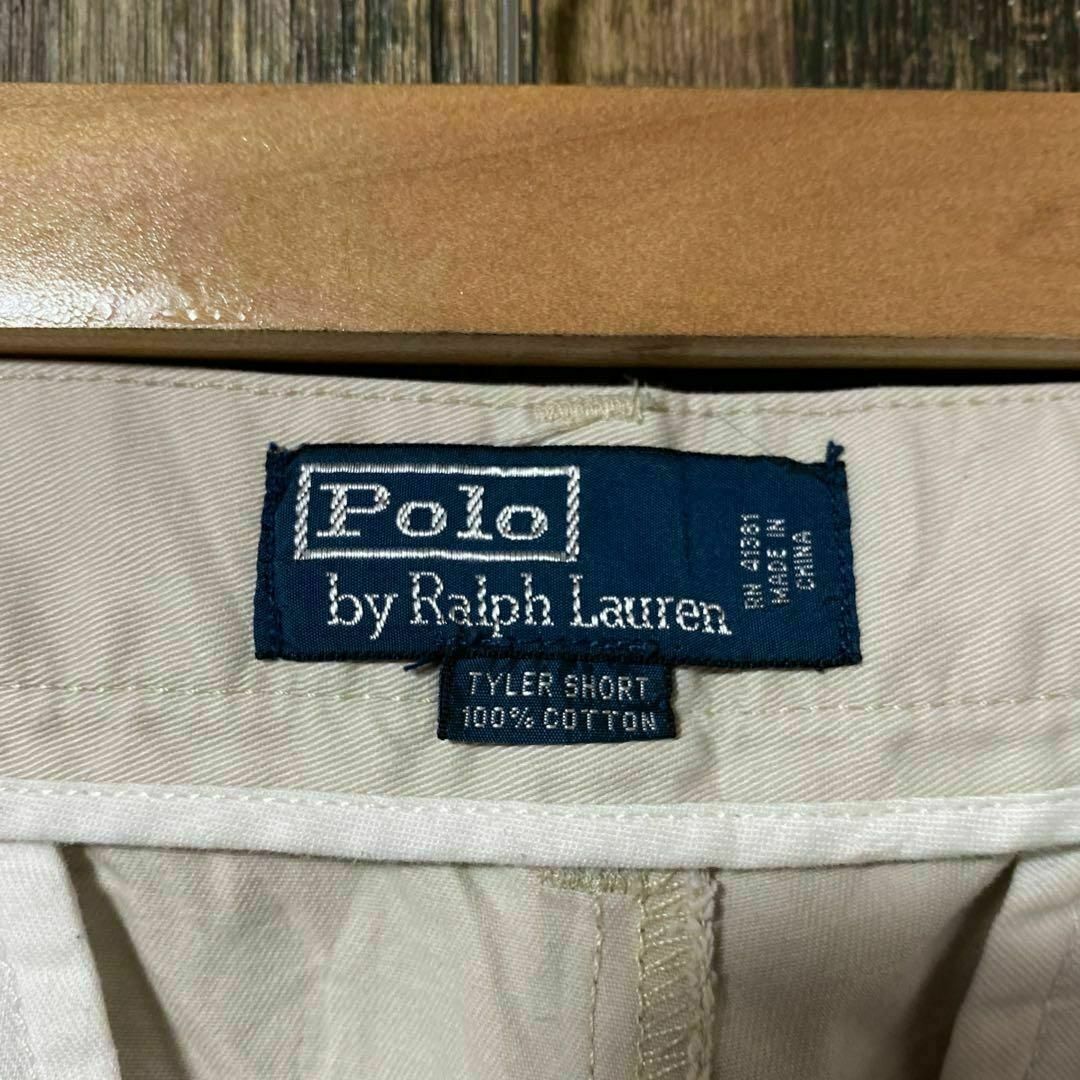 Polo
by Ralph Lauren
RN 41381
MADE IN
CHINA
TYLER SHORT
100% COTTON